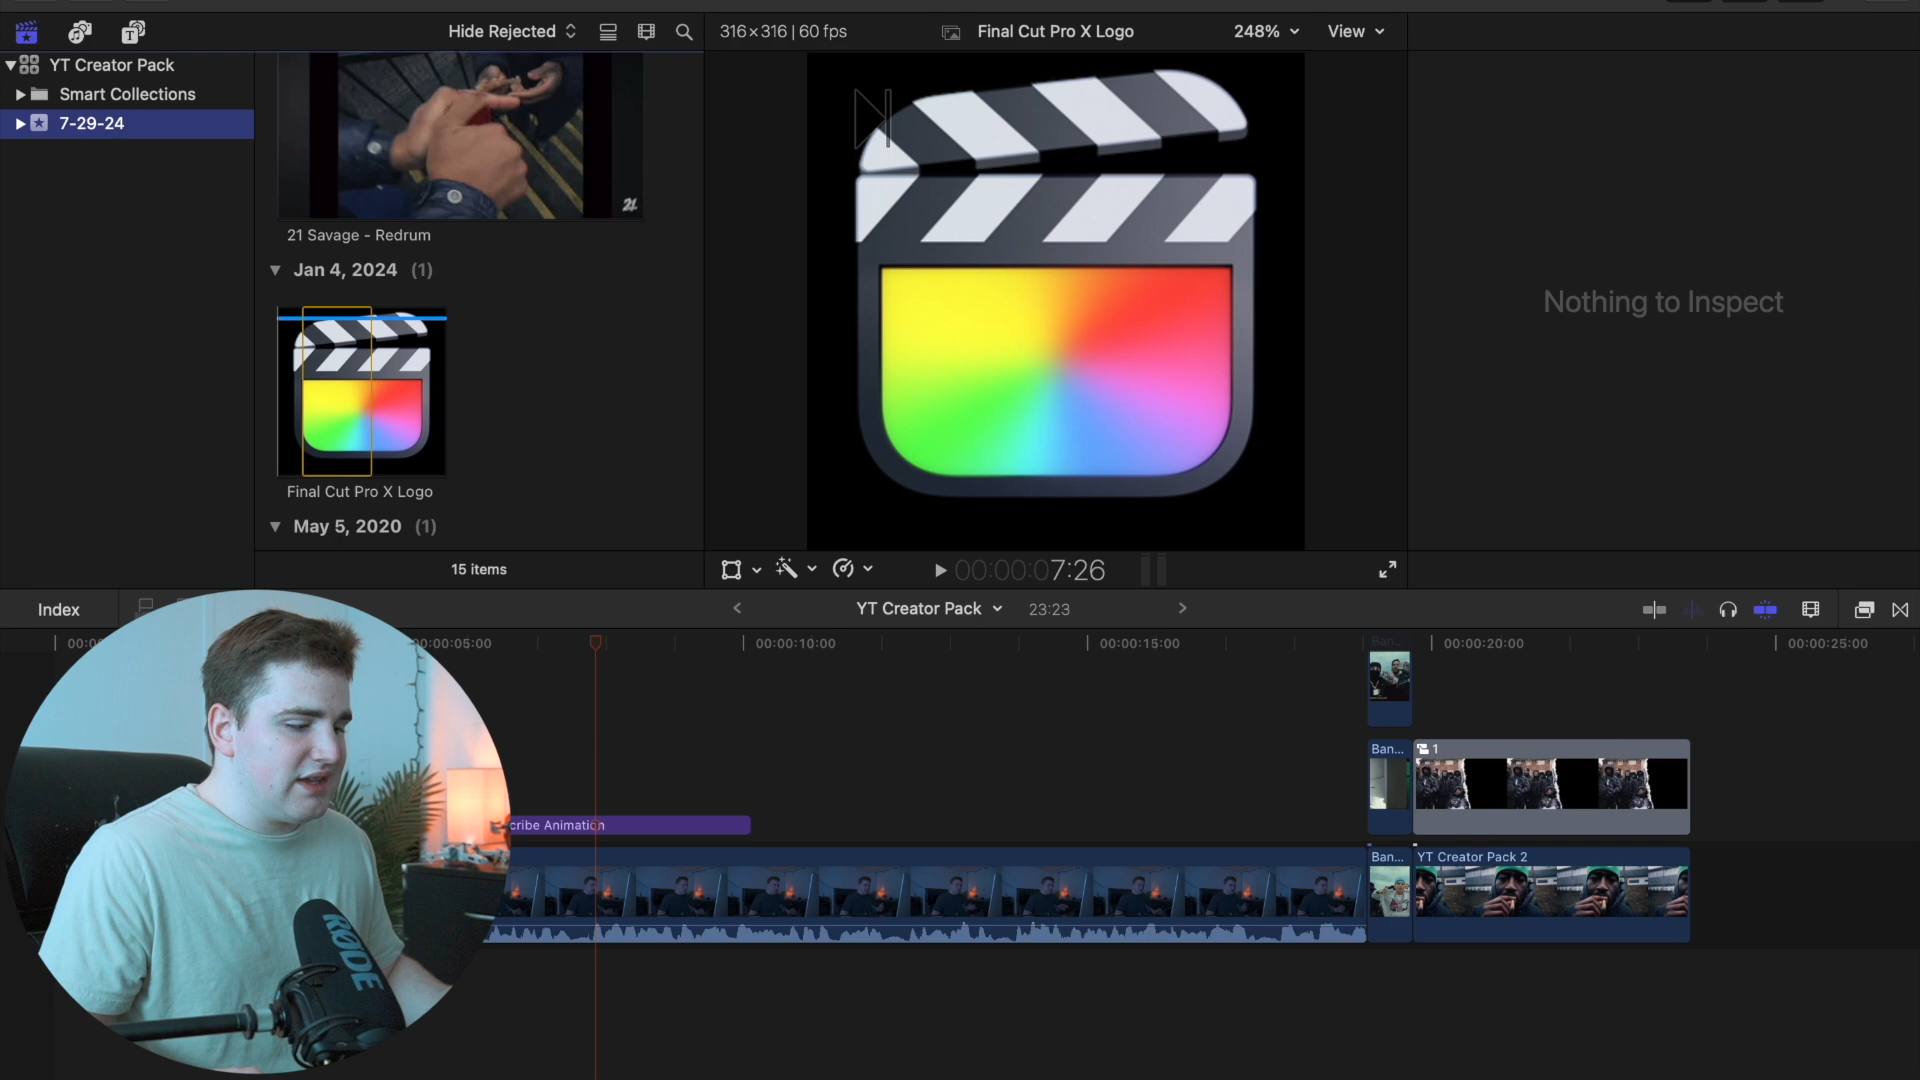 Hide Rejected
316×316 | 60 fps
Final Cut Pro X Logo
248%
View
YT Creator Pack
Smart Collections
7-29-24
21
21 Savage - Redrum
Jan 4, 2024 (1)
Final Cut Pro X Logo
May 5, 2020 (1)
15 items
00:00:07:26
Nothing to Inspect
Index
YT Creator Pack
23:23
00:00:05:00
00:00:10:00
00:00:15:00
00:00:20:00
00:00:25:00
Ban...
Ban...
1
cribe Animation
Ban...
YT Creator Pack 2
RØDE